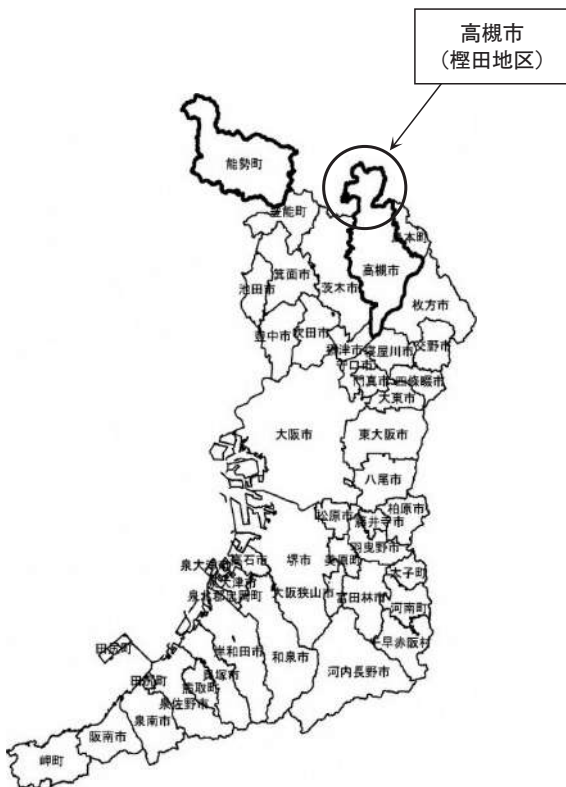 高槻市
（樫田地区）
能勢町
豊能町
島本町
高槻市
箕面市
池田市
茨木市
枚方市
豊中市
吹田市
摂津市
寝屋川市
交野市
守口市
門真市
四條畷市
大東市
大阪市
東大阪市
八尾市
松原市
柏原市
藤井寺市
堺市
美原町
羽曳野市
高石市
泉大津市
太子町
泉北郡忠岡町
大阪狭山市
富田林市
河南町
千早赤阪村
田尻町
岸和田市
和泉市
河内長野市
貝塚市
田尻町
熊取町
泉佐野市
泉南市
阪南市
岬町